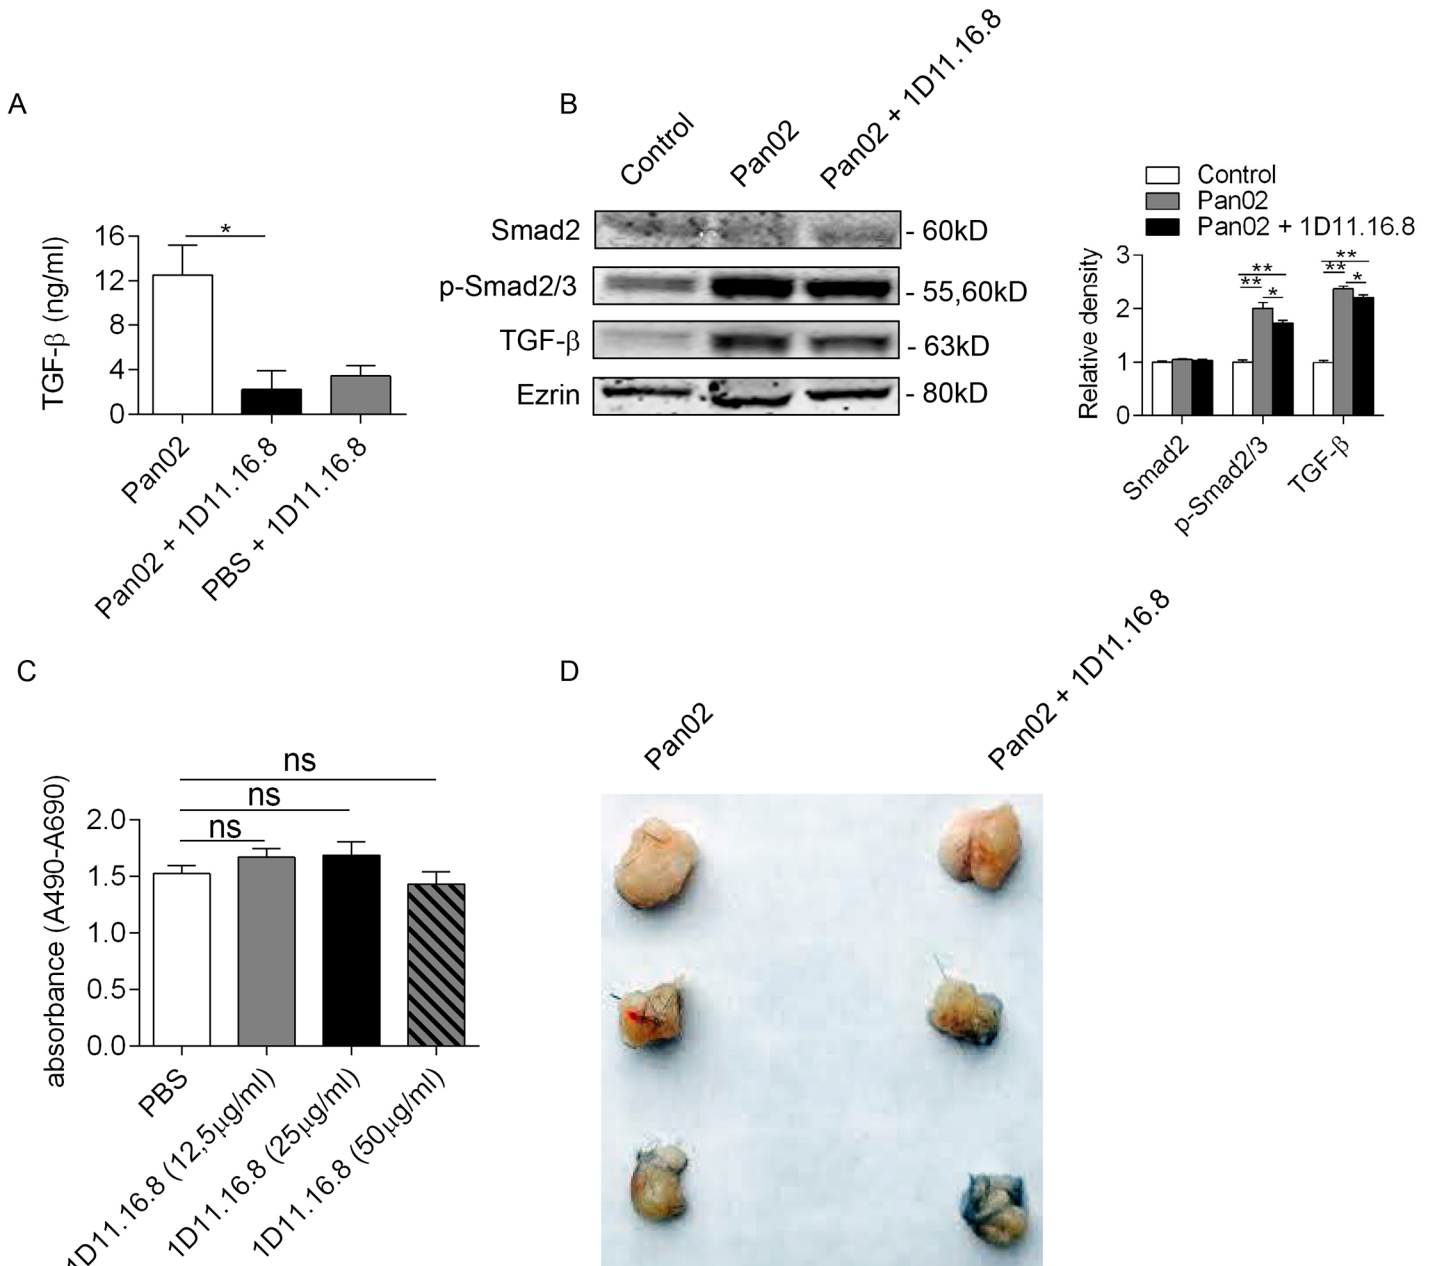 A
TGF-β (ng/ml)
16
12
8
4
0
*
Pan02
Pan02 + 1D11.16.8
PBS + 1D11.16.8
B
Control
Pan02
Pan02 + 1D11.16.8
Smad2 - 60kD
p-Smad2/3 - 55,60kD
TGF-β - 63kD
Ezrin - 80kD
Control
Pan02
Pan02 + 1D11.16.8
Relative density
3
2
1
0
**
** *
**
** *
Smad2
p-Smad2/3
TGF-β
C
absorbance (A490-A690)
2.0
1.5
1.0
0.5
0.0
ns
ns
ns
PBS
1D11.16.8 (12,5μg/ml)
1D11.16.8 (25μg/ml)
1D11.16.8 (50μg/ml)
D
Pan02
Pan02 + 1D11.16.8